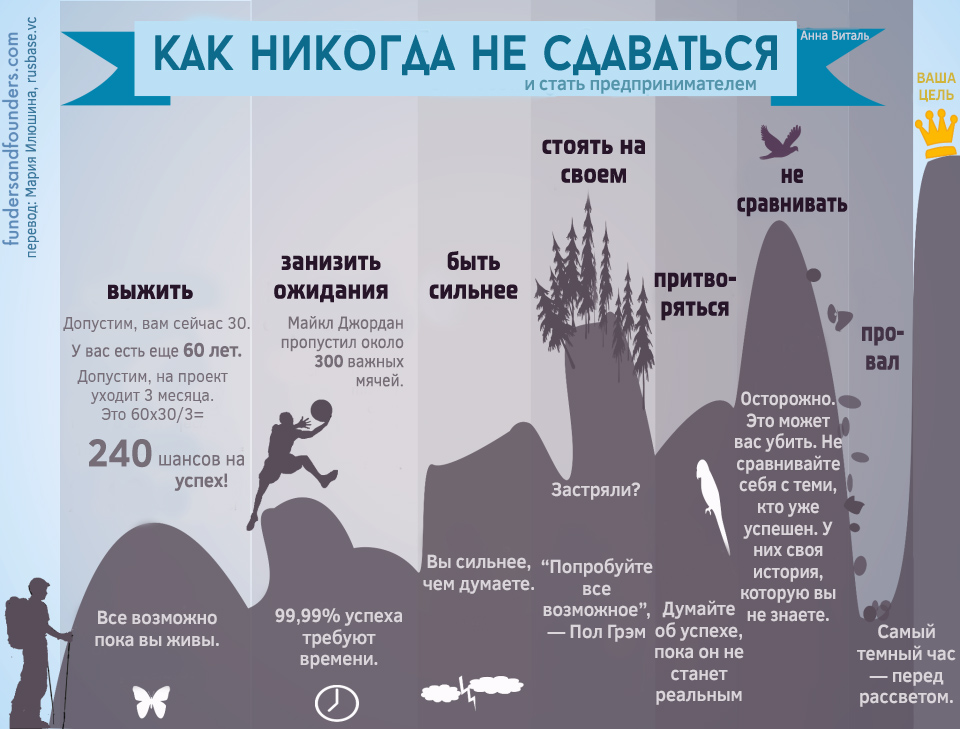 fundersandfounders.com
перевод: Мария Илюшина, rusbase.vc
КАК НИКОГДА НЕ СДАВАТЬСЯ
и стать предпринимателем
Анна Виталь
ВАША
ЦЕЛЬ
выжить
Допустим, вам сейчас 30.
У вас есть еще 60 лет.
Допустим, на проект
уходит 3 месяца.
Это 60x30/3=
240 шансов на
успех!
Все возможно
пока вы живы.
занизить
ожидания
Майкл Джордан
пропустил около
300 важных
мячей.
99,99% успеха
требуют
времени.
быть
сильнее
Вы сильнее,
чем думаете.
стоять на
своем
Застряли?
“Попробуйте
все
возможное”,
— Пол Грэм
притво-
ряться
Думайте
об успехе,
пока он не
станет
реальным
не
сравнивать
Осторожно.
Это может
вас убить. Не
сравнивайте
себя с теми,
кто уже
успешен. У
них своя
история,
которую вы
не знаете.
про-
вал
Самый
темный час
— перед
рассветом.